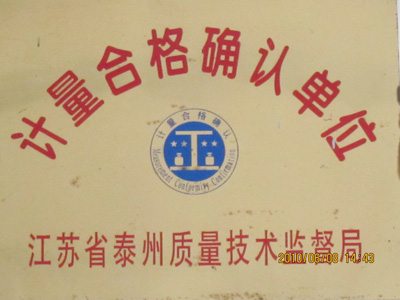 计量合格确认单位
计量合格确认
Measurement Conformity Confirmation
江苏省泰州质量技术监督局
2010/08/09 14:43